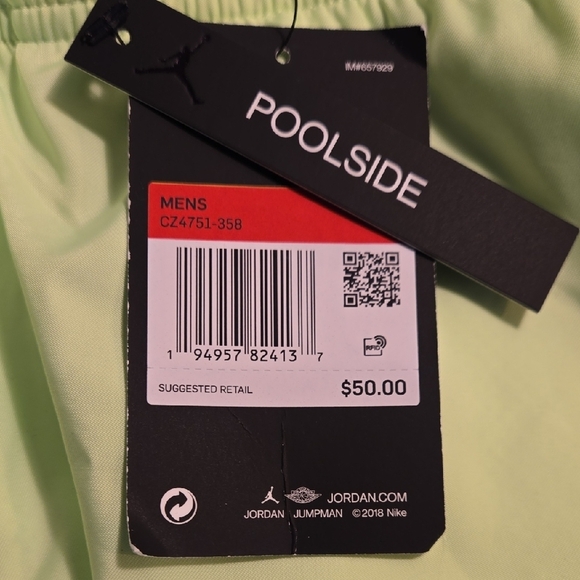 IM#657929
POOLSIDE
MENS
CZ4751-358
1 94957 82413 7
RFID
SUGGESTED RETAIL $50.00
JORDAN.COM
JORDAN JUMPMAN ©2018 Nike